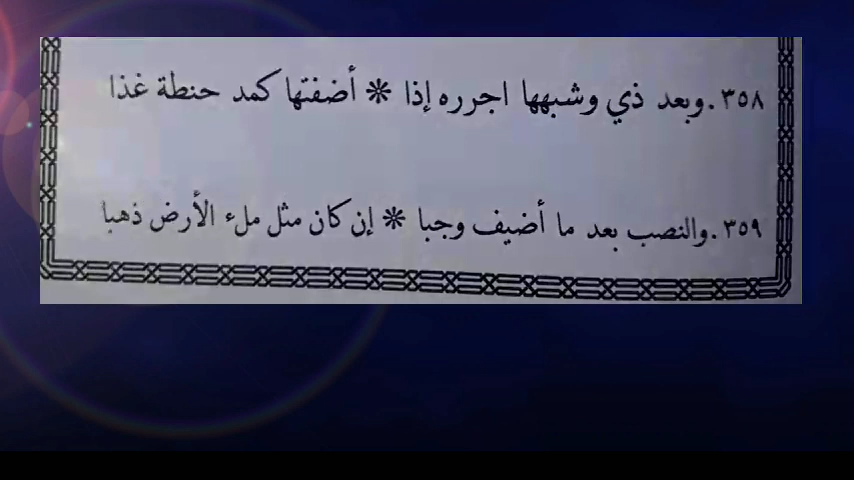 ٣٥٨.وبعد ذي وشبهها اجرره إذا * أضفتها كمد حنطة غذا
٣٥٩.والنصب بعد ما أضيف وجبا * إن كان مثل ملء الأرض ذهبا